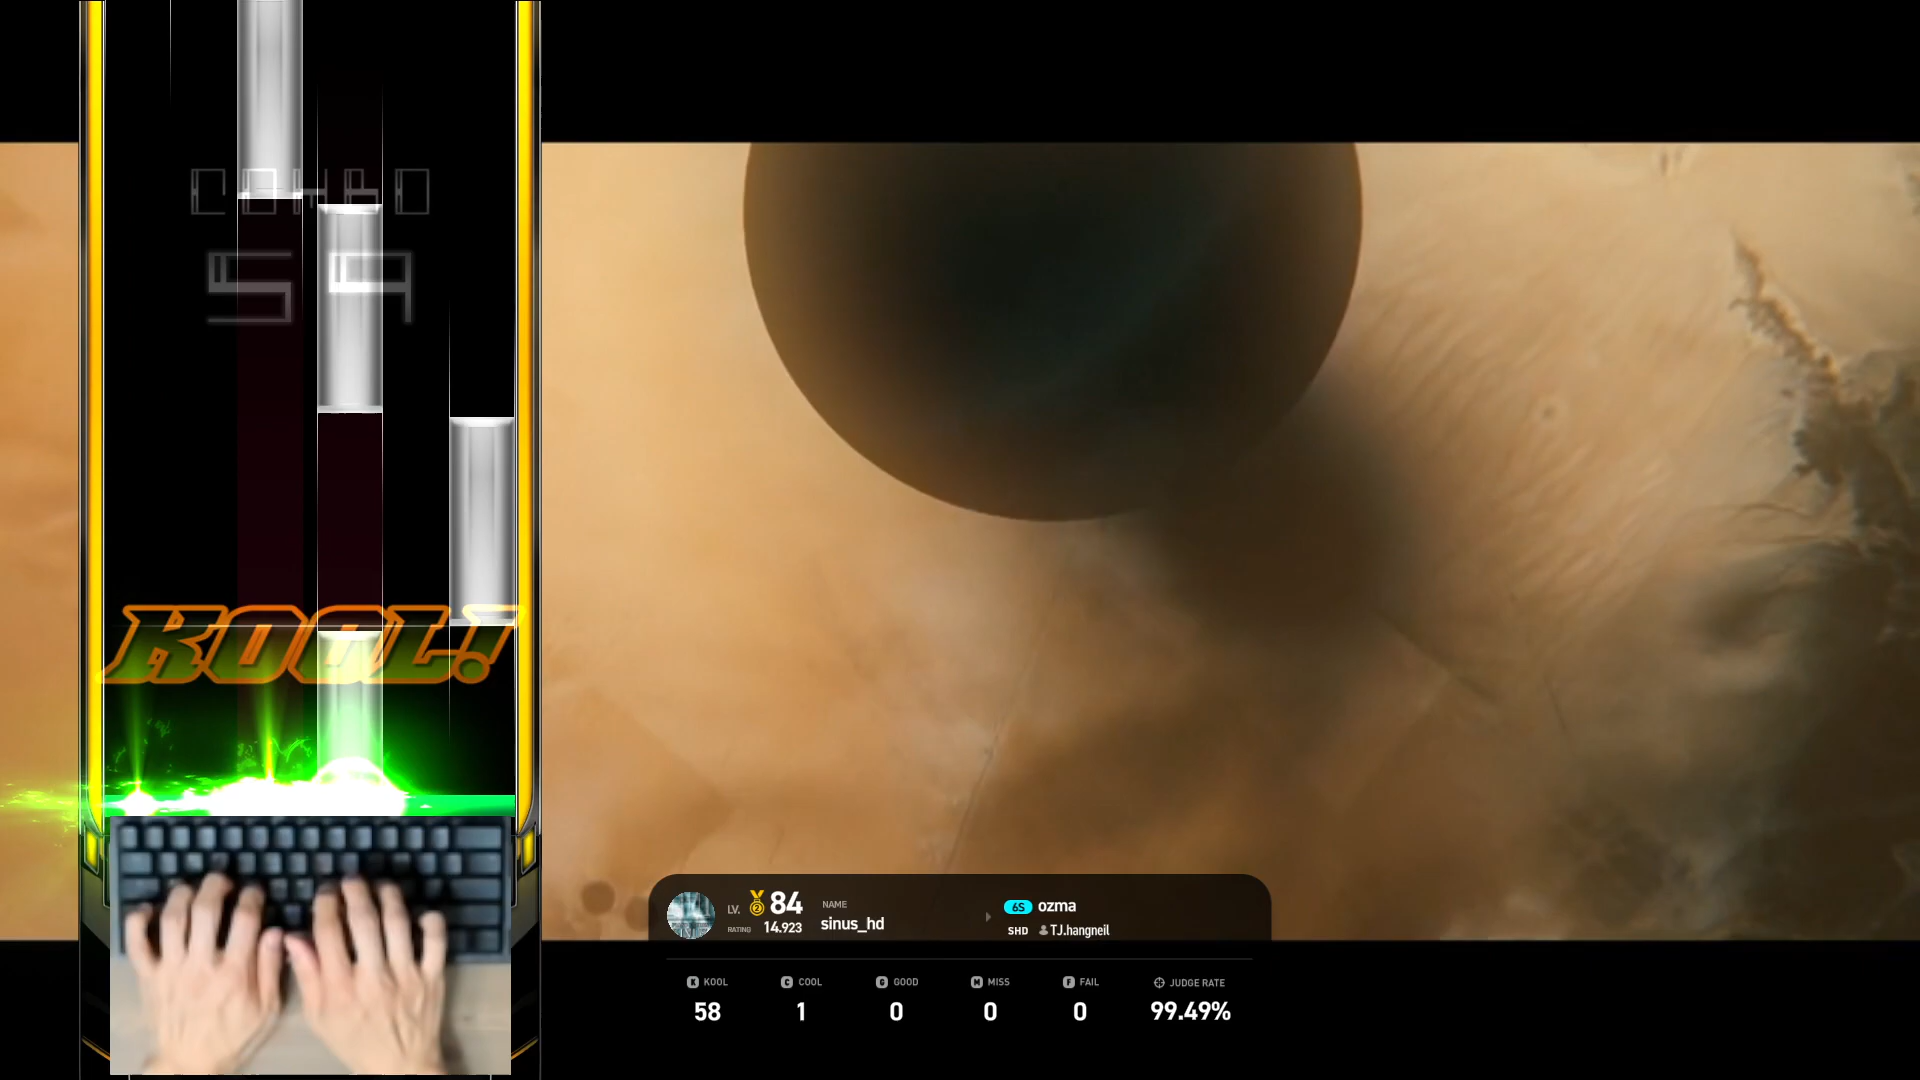 COMBO
59
KOOL!
LV. 2 84
RATING 14.923
NAME
sinus_hd
6S ozma
SHD TJ.hangneil
K KOOL C COOL G GOOD M MISS F FAIL JUDGE RATE
58 1 0 0 0 99.49%